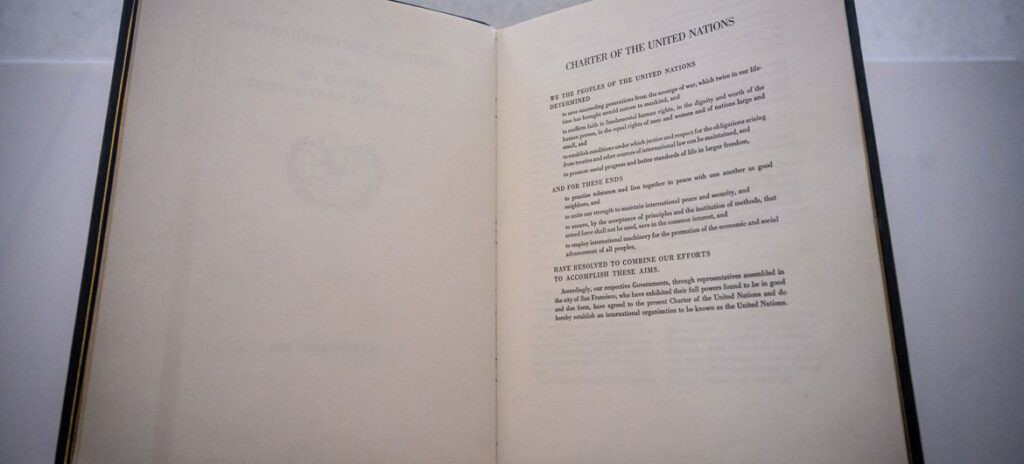 CHARTER OF THE UNITED NATIONS
WE THE PEOPLES OF THE UNITED NATIONS
DETERMINED
to save succeeding generations from the scourge of war, which twice in our life-
time has brought untold sorrow to mankind, and
to reaffirm faith in fundamental human rights, in the dignity and worth of the
human person, in the equal rights of men and women and of nations large and
small, and
to establish conditions under which justice and respect for the obligations arising
from treaties and other sources of international law can be maintained, and
to promote social progress and better standards of life in larger freedom,
AND FOR THESE ENDS
to practice tolerance and live together in peace with one another as good
neighbors, and
to unite our strength to maintain international peace and security, and
to ensure, by the acceptance of principles and the institution of methods, that
armed force shall not be used, save in the common interest, and
to employ international machinery for the promotion of the economic and social
advancement of all peoples,
HAVE RESOLVED TO COMBINE OUR EFFORTS
TO ACCOMPLISH THESE AIMS.
Accordingly, our respective Governments, through representatives assembled in
the city of San Francisco, who have exhibited their full powers found to be in good
and due form, have agreed to the present Charter of the United Nations and do
hereby establish an international organization to be known as the United Nations.